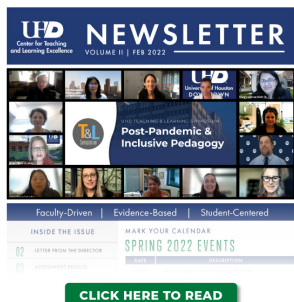 UHD
Center for Teaching
and Learning Excellence
NEWSLETTER
VOLUME II | FEB 2022
UHD
University of Houston
UHD TEACHING & LEARNING SYMPOSIUM
T&L
Post-Pandemic &
Inclusive Pedagogy
Faculty-Driven | Evidence-Based | Student-Centered
INSIDE THE ISSUE
02 LETTER FROM THE DIRECTOR
MARK YOUR CALENDAR
SPRING 2022 EVENTS
DATE DESCRIPTION
CLICK HERE TO READ